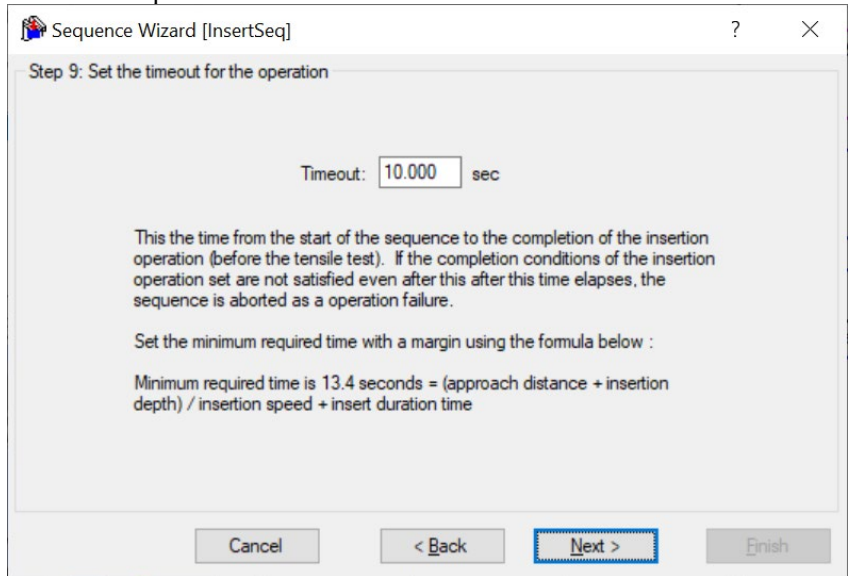 Sequence Wizard [InsertSeq] ? ×
Step 9: Set the timeout for the operation
Timeout: 10.000 sec
This the time from the start of the sequence to the completion of the insertion
operation (before the tensile test).  If the completion conditions of the insertion
operation set are not satisfied even after this after this time elapses, the
sequence is aborted as a operation failure.
Set the minimum required time with a margin using the formula below :
Minimum required time is 13.4 seconds = (approach distance + insertion
depth) / insertion speed + insert duration time
Cancel < Back Next > Finish